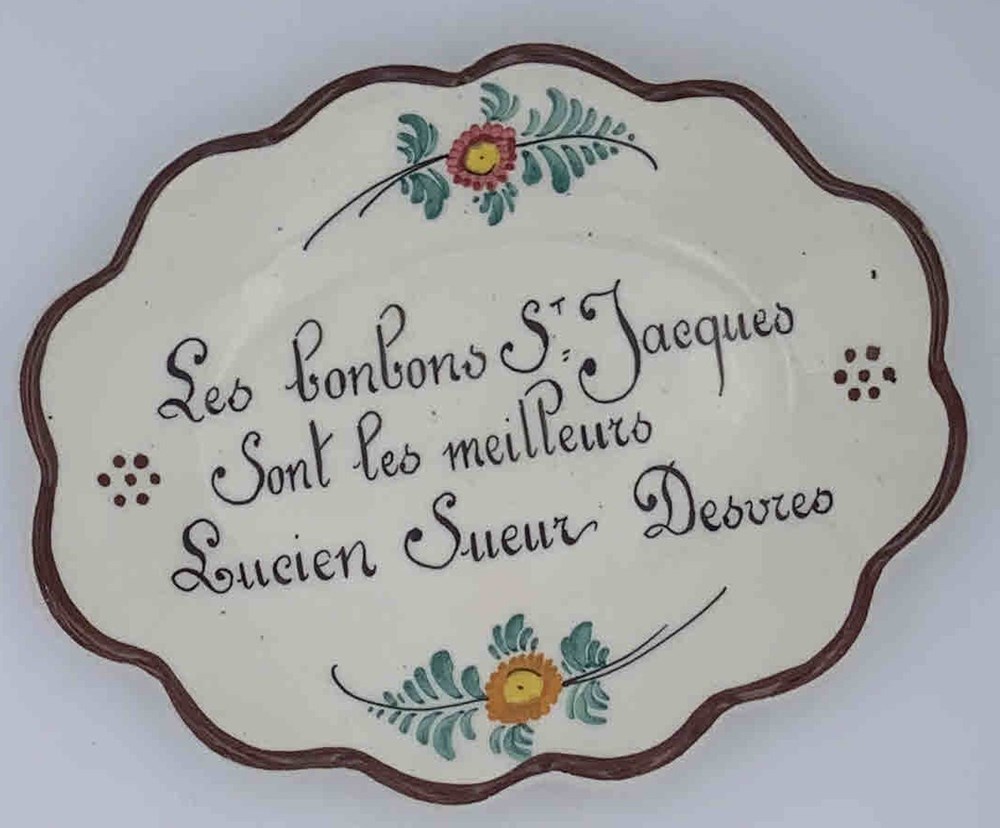 Les bonbons St. Jacques
Sont les meilleurs
Lucien Sueur Desvres